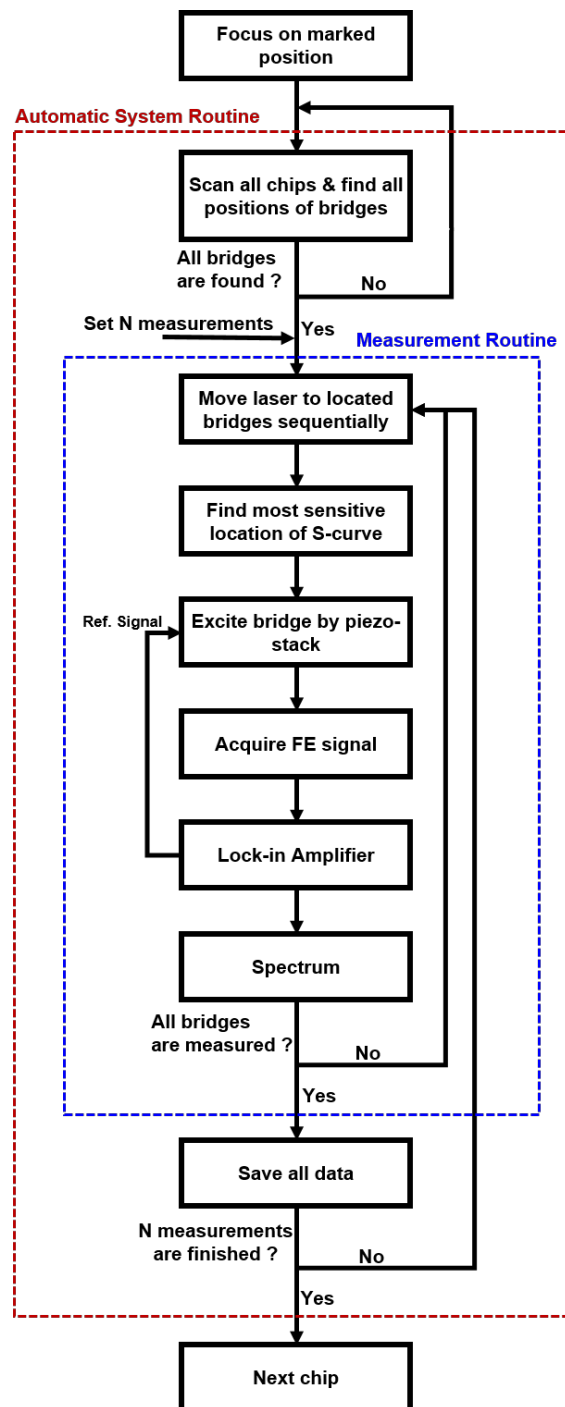 Focus on marked
position
Automatic System Routine
Scan all chips & find all
positions of bridges
All bridges
are found ?
No
Set N measurements
Yes
Measurement Routine
Move laser to located
bridges sequentially
Find most sensitive
location of S-curve
Ref. Signal
Excite bridge by piezo-
stack
Acquire FE signal
Lock-in Amplifier
Spectrum
All bridges
are measured ?
No
Yes
Save all data
N measurements
are finished ?
No
Yes
Next chip